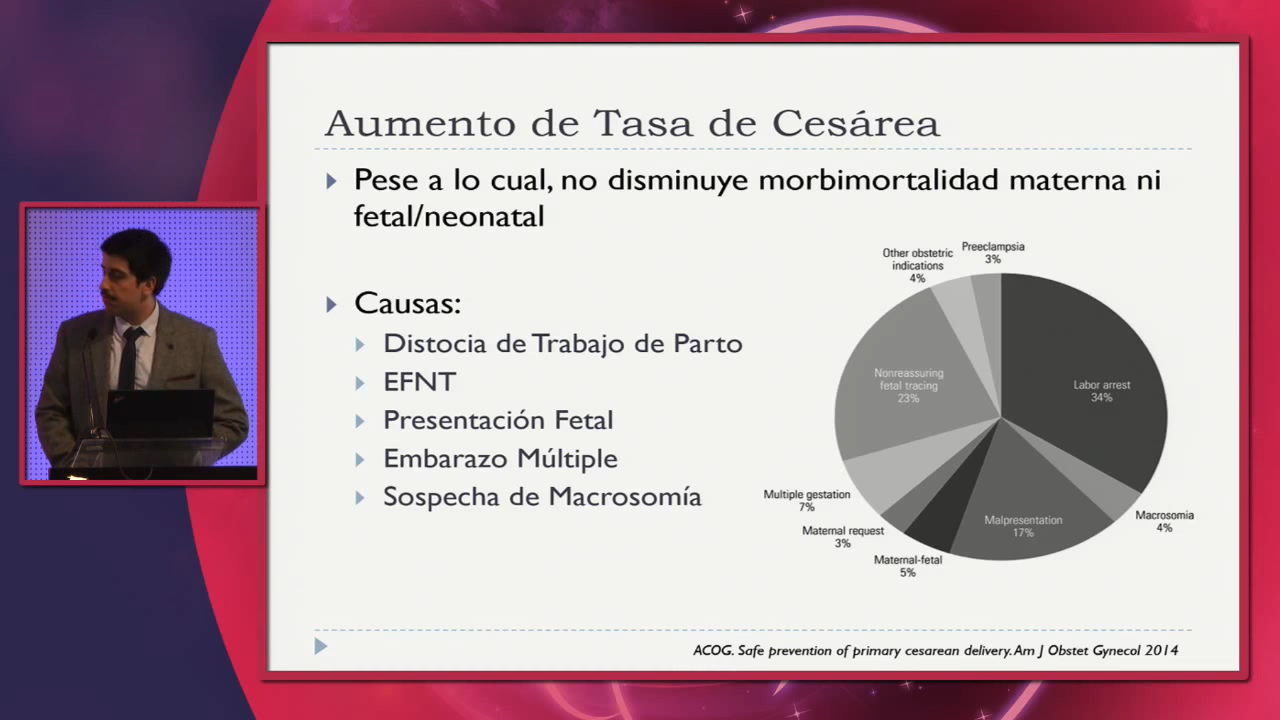 Aumento de Tasa de Cesárea
Pese a lo cual, no disminuye morbimortalidad materna ni
fetal/neonatal
Causas:
Distocia de Trabajo de Parto
EFNT
Presentación Fetal
Embarazo Múltiple
Sospecha de Macrosomía
Preeclampsia
3%
Other obstetric
indications
4%
Labor arrest
34%
Nonreassuring
fetal tracing
23%
Multiple gestation
7%
Maternal request
3%
Maternal-fetal
5%
Malpresentation
17%
Macrosomia
4%
ACOG. Safe prevention of primary cesarean delivery. Am J Obstet Gynecol 2014